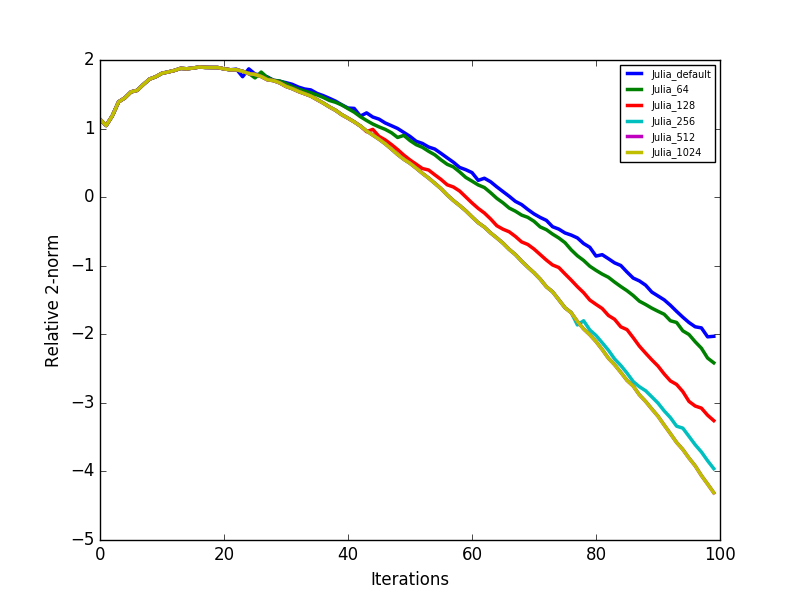 2
1
0
−1
−2
−3
−4
−5
0
20
40
60
80
100
Relative 2-norm
Iterations
Julia_default
Julia_64
Julia_128
Julia_256
Julia_512
Julia_1024